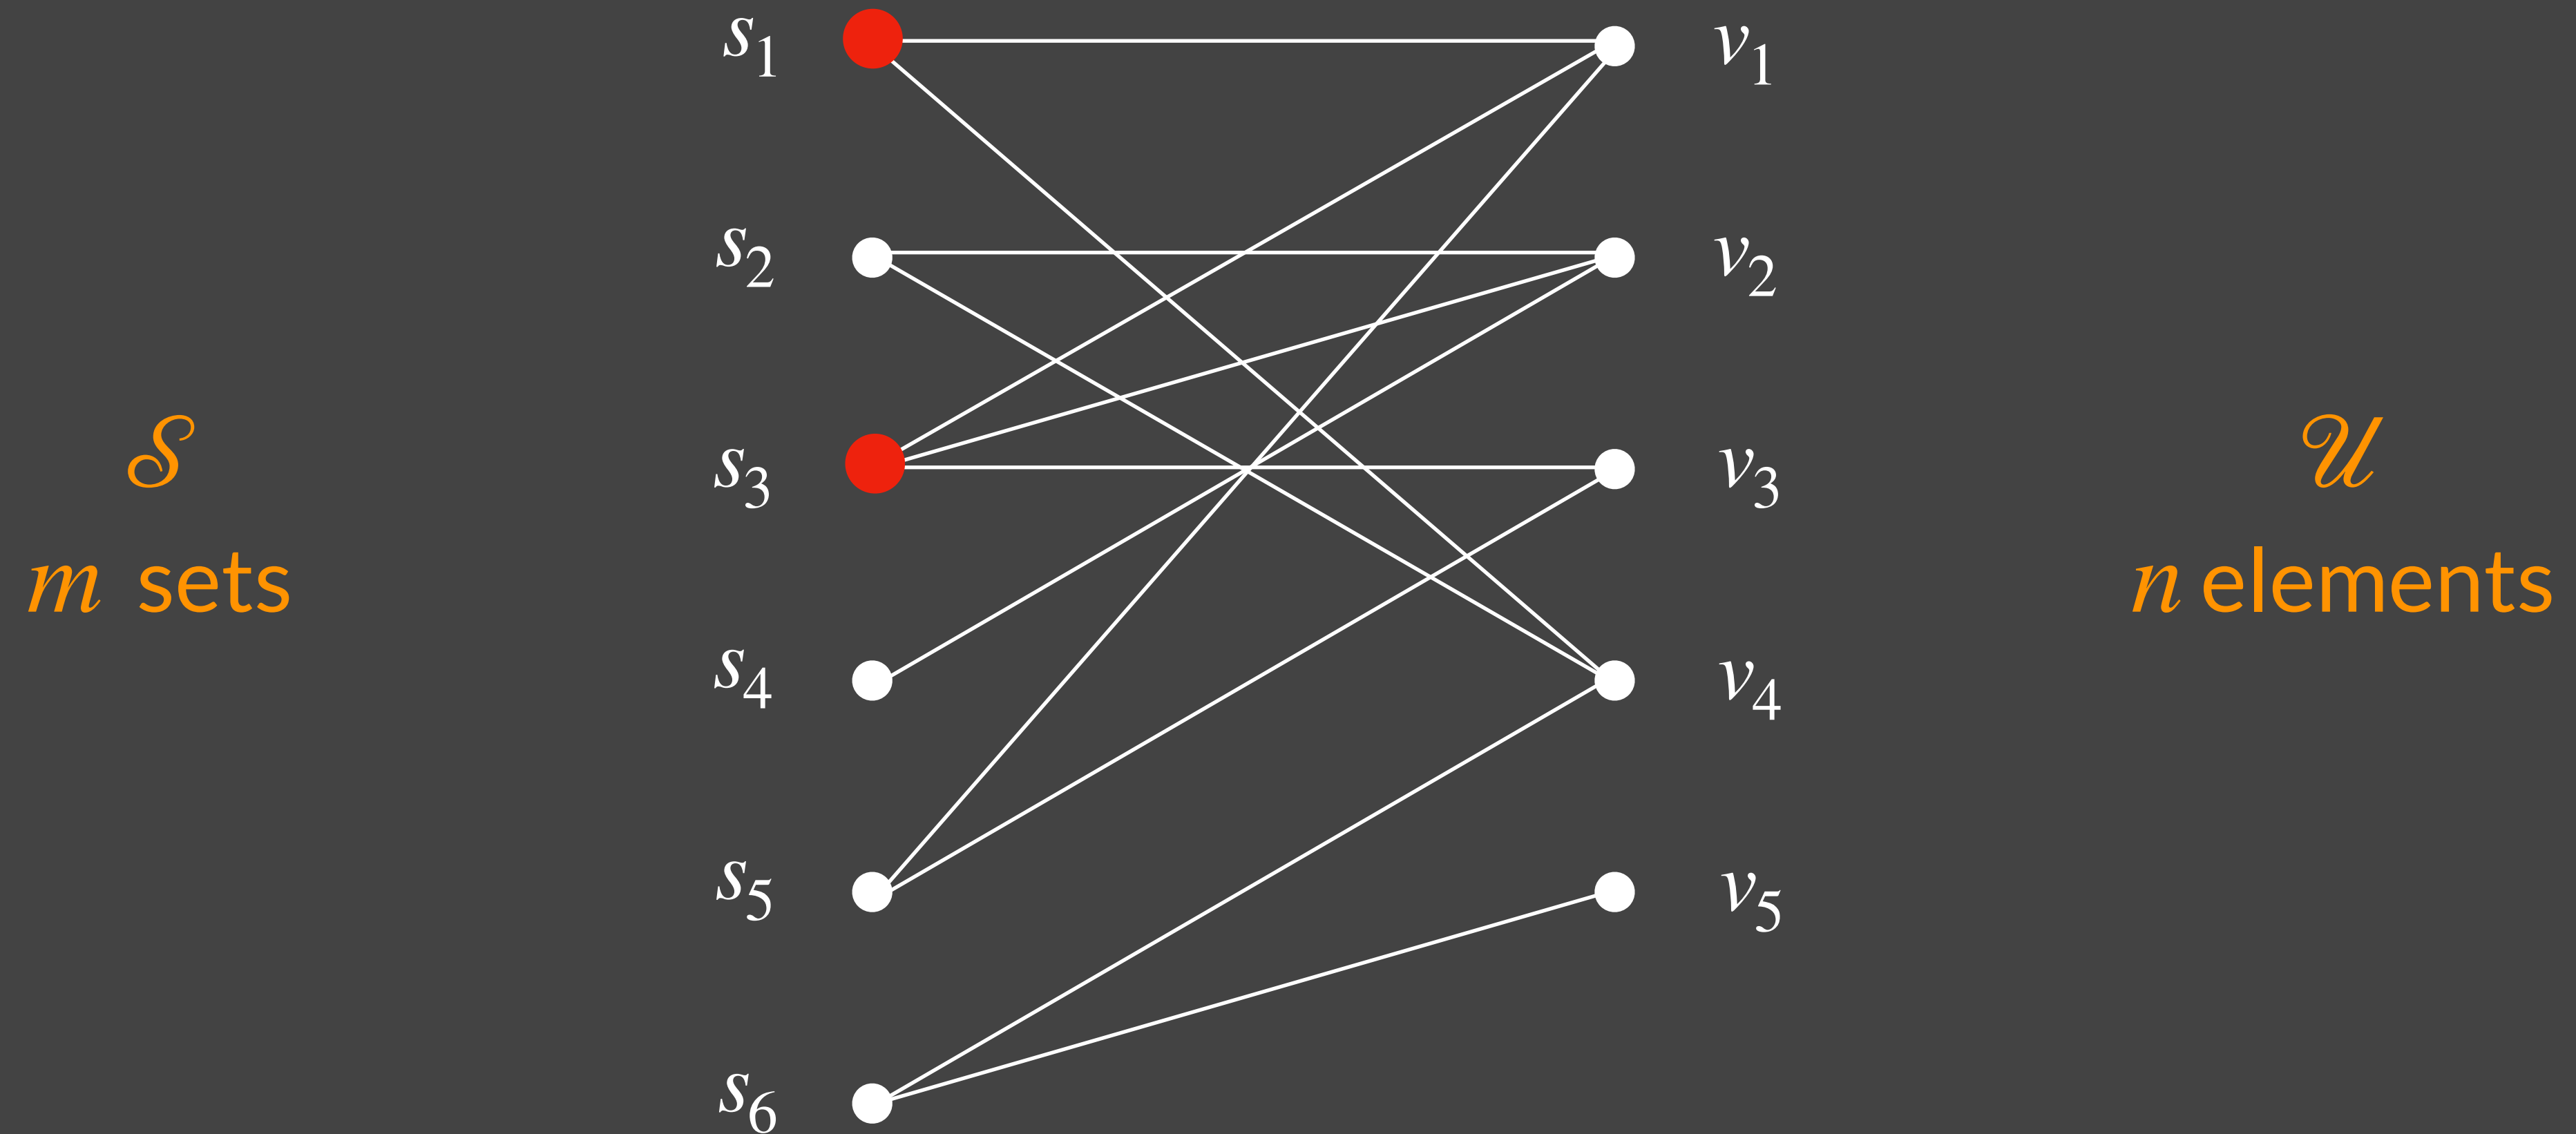 s1
v1
s2
v2
𝒮
s3
v3
𝒰
m sets
n elements
s4
v4
s5
v5
s6